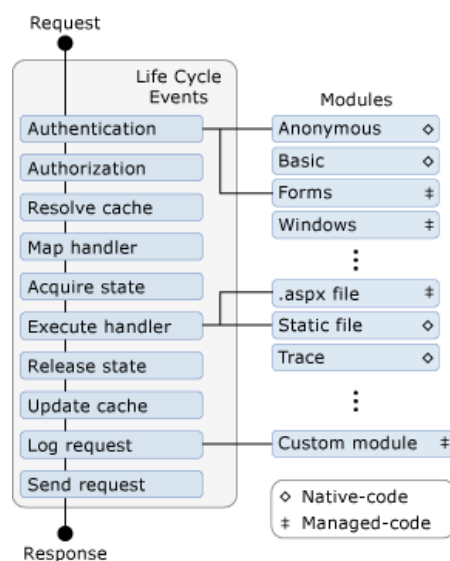 Request
Life Cycle
Events
Modules
Authentication
Anonymous ◇
Authorization
Basic ◇
Resolve cache
Forms ‡
Map handler
Windows ‡
Acquire state
.aspx file ‡
Execute handler
Static file ◇
Release state
Trace ◇
Update cache
Log request
Custom module ‡
Send request
◇ Native-code
‡ Managed-code
Response